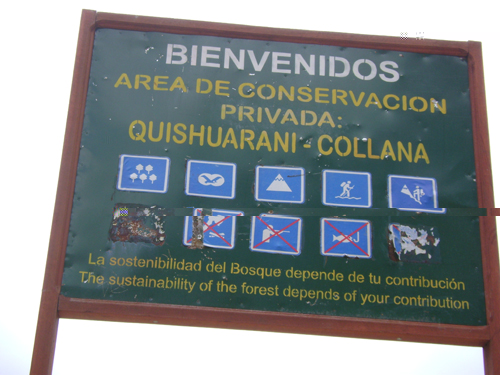 BIENVENIDOS
AREA DE CONSERVACION
PRIVADA:
QUISHUARANI - COLLANA
La sostenibilidad del Bosque depende de tu contribución
The sustainability of the forest depends of your contribution